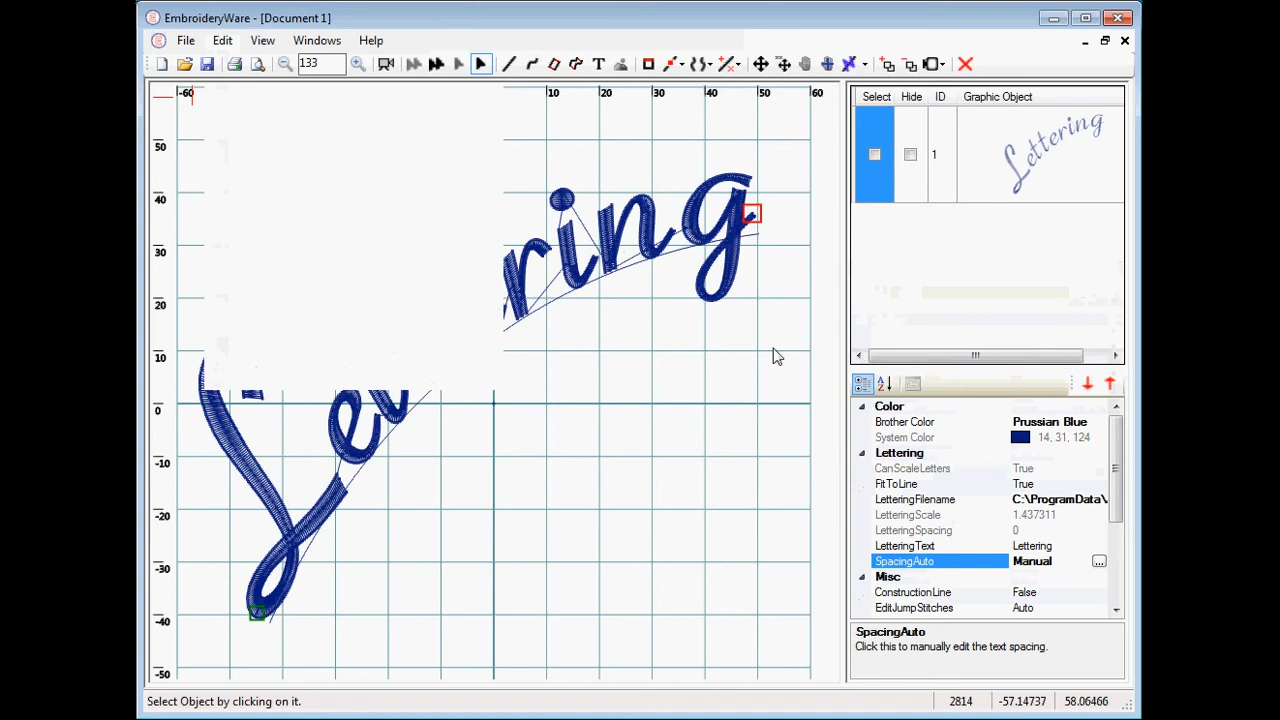 EmbroideryWare - [Document 1]
File Edit View Windows Help
133
-60 10 20 30 40 50 60
50
40
30
20
10
0
-10
-20
-30
-40
-50
ring
Select Hide ID Graphic Object
1 Lettering
Color
Brother Color Prussian Blue
System Color 14, 31, 124
Lettering
CanScaleLetters True
FitToLine True
LetteringFilename C:\ProgramData\
LetteringScale 1.437311
LetteringSpacing 0
LetteringText Lettering
SpacingAuto Manual ...
Misc
ConstructionLine False
EditJumpStitches Auto
SpacingAuto
Click this to manually edit the text spacing.
Select Object by clicking on it. 2814 -57.14737 58.06466